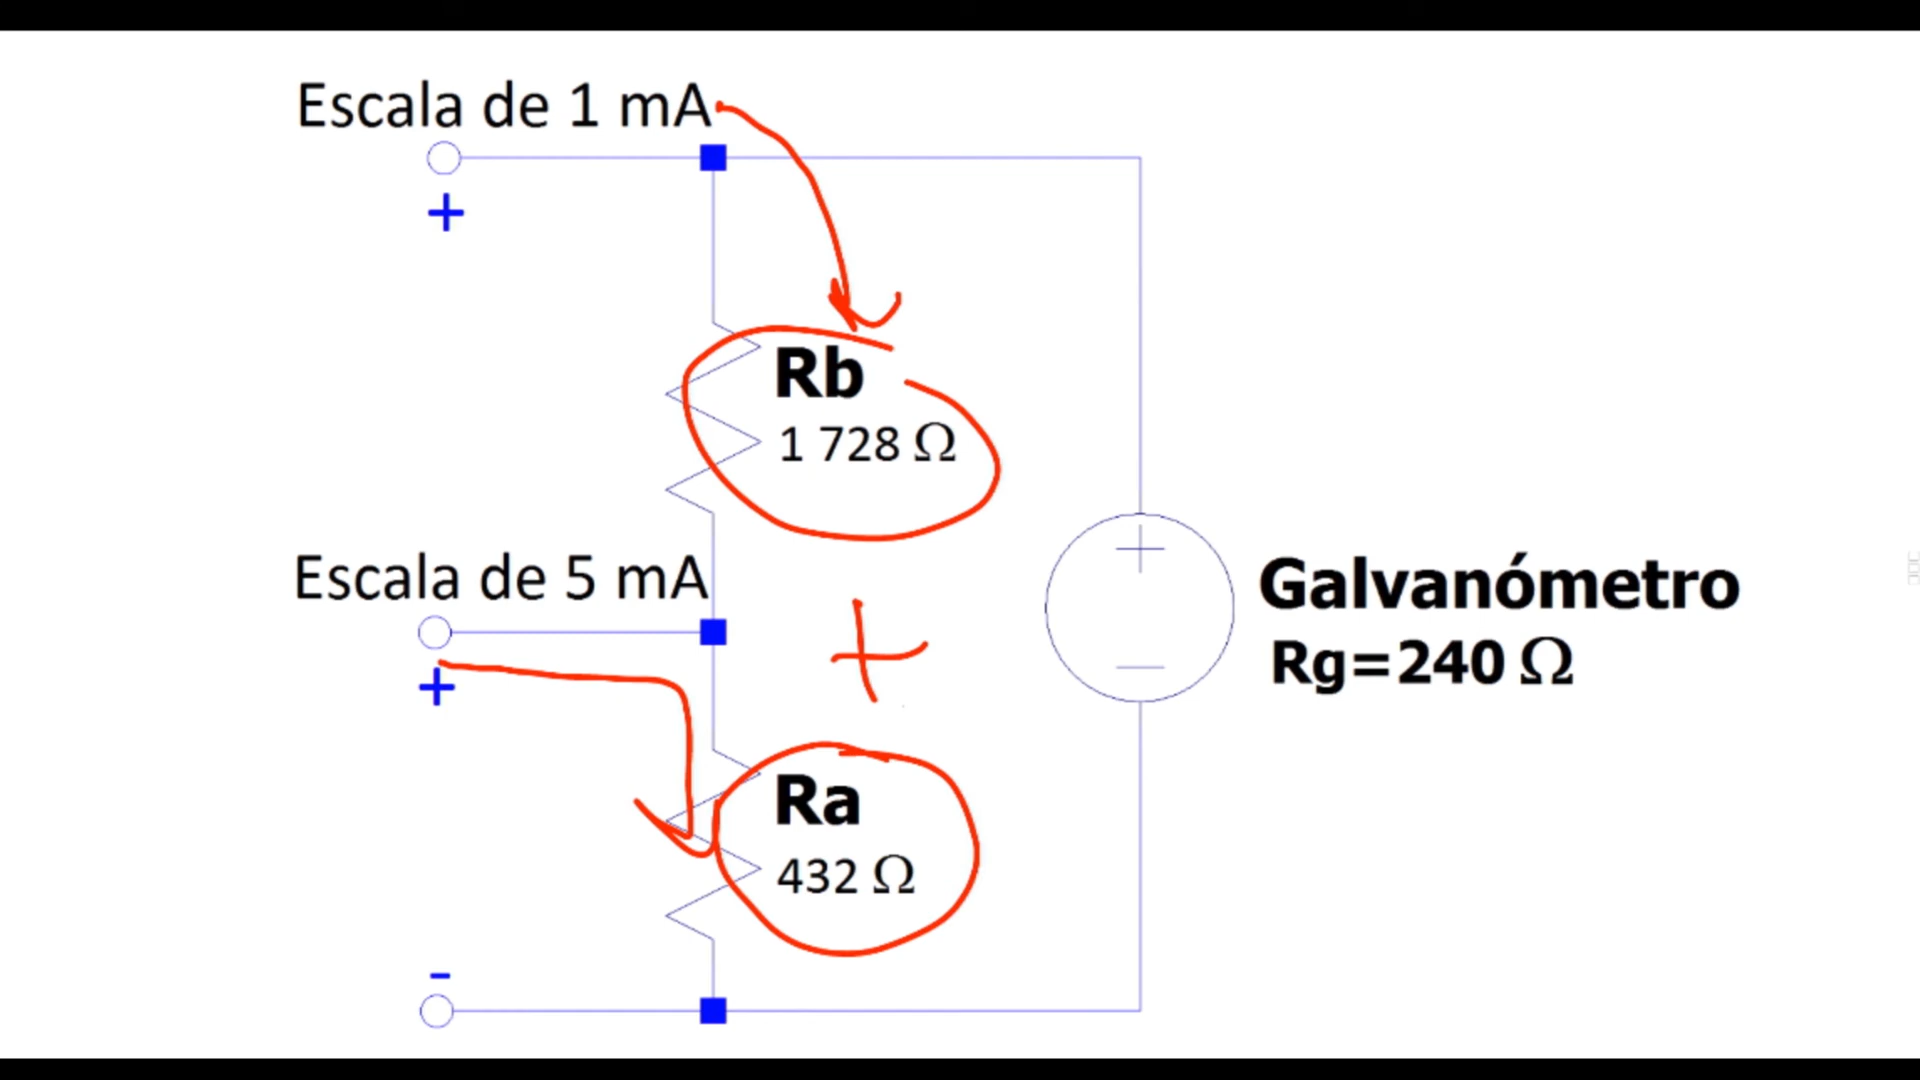 Escala de 1 mA
+
Rb
1 728 Ω
Escala de 5 mA
+
+
Galvanómetro
Rg=240 Ω
Ra
432 Ω
-